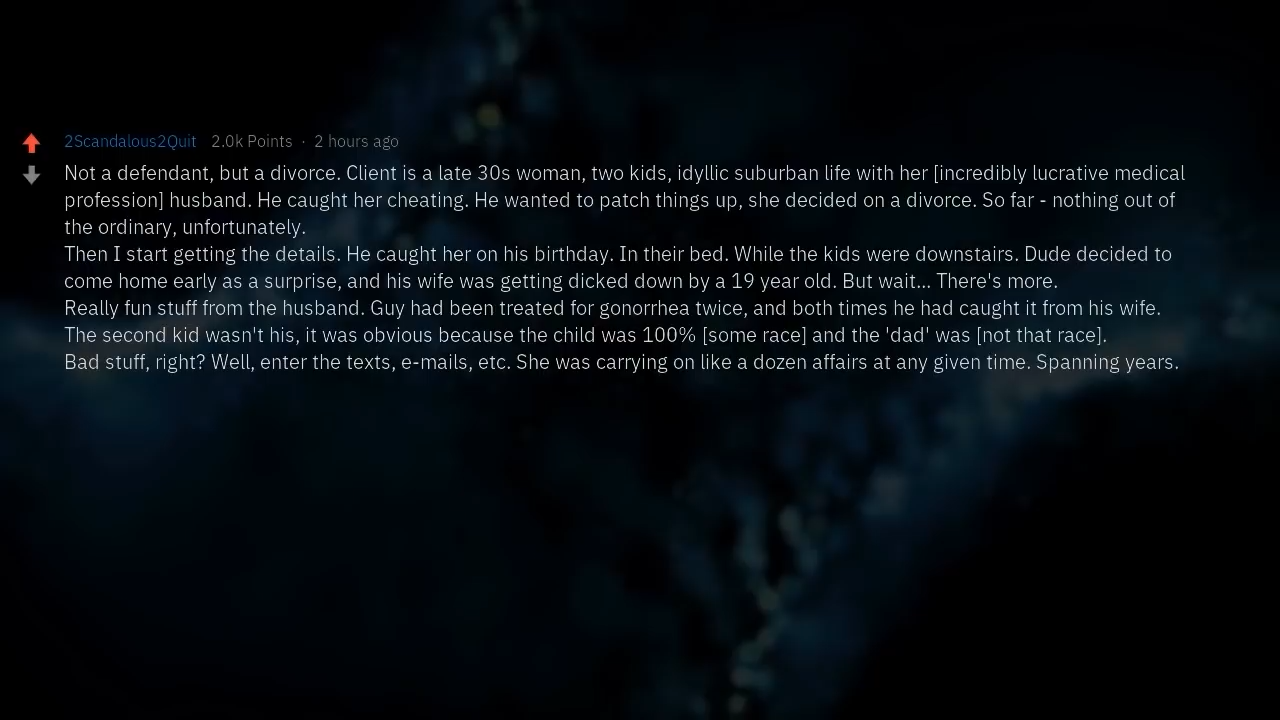 2Scandalous2Quit 2.0k Points · 2 hours ago
Not a defendant, but a divorce. Client is a late 30s woman, two kids, idyllic suburban life with her [incredibly lucrative medical
profession] husband. He caught her cheating. He wanted to patch things up, she decided on a divorce. So far - nothing out of
the ordinary, unfortunately.
Then I start getting the details. He caught her on his birthday. In their bed. While the kids were downstairs. Dude decided to
come home early as a surprise, and his wife was getting dicked down by a 19 year old. But wait... There's more.
Really fun stuff from the husband. Guy had been treated for gonorrhea twice, and both times he had caught it from his wife.
The second kid wasn't his, it was obvious because the child was 100% [some race] and the 'dad' was [not that race].
Bad stuff, right? Well, enter the texts, e-mails, etc. She was carrying on like a dozen affairs at any given time. Spanning years.